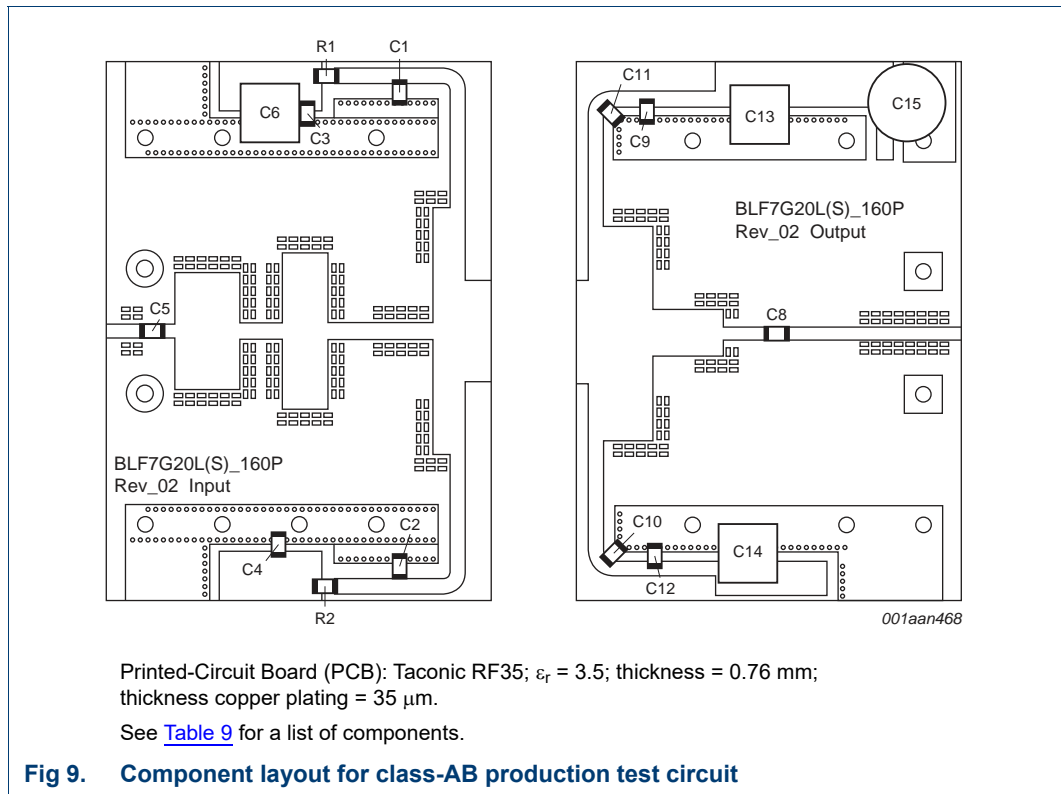 R1 C1
C6
C3
C5
BLF7G20L(S)_160P
Rev_02 Input
C2
C4
R2
C11
C15
C13
C9
BLF7G20L(S)_160P
Rev_02 Output
C8
C10
C14
C12
001aan468
Printed-Circuit Board (PCB): Taconic RF35; εr = 3.5; thickness = 0.76 mm;
thickness copper plating = 35 μm.
See Table 9 for a list of components.
Fig 9. Component layout for class-AB production test circuit